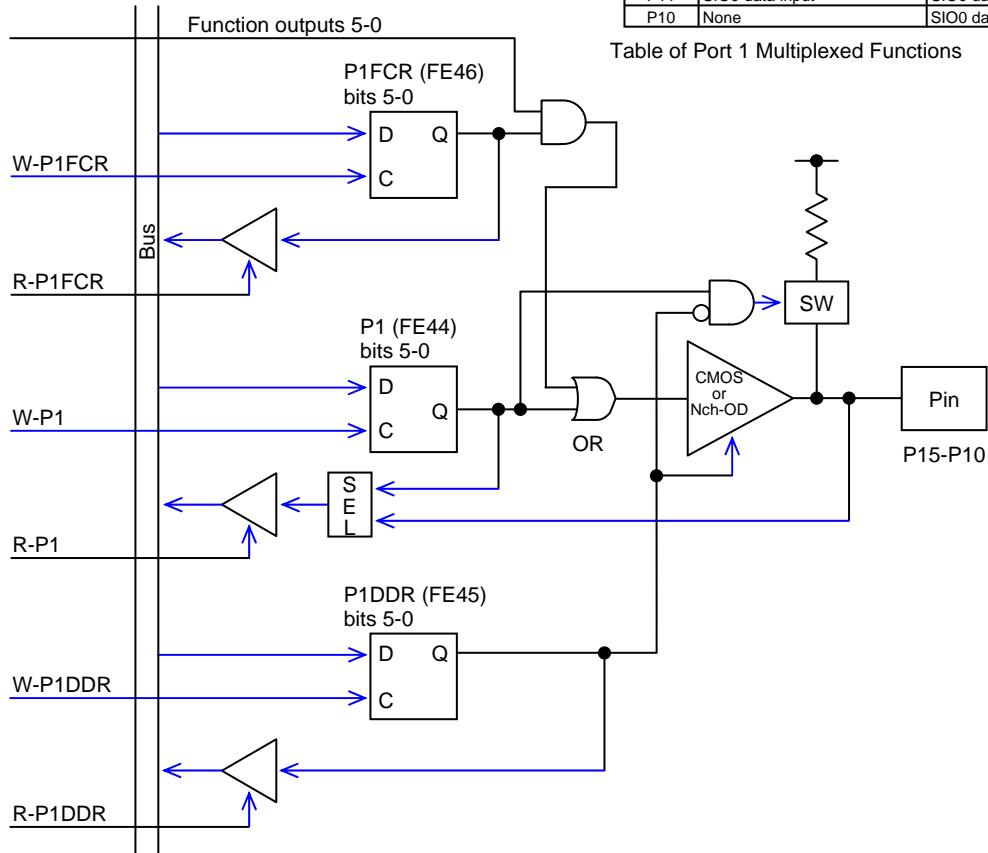 SIO0 da
P10 None SIO0 da
Table of Port 1 Multiplexed Functions
Function outputs 5-0
P1FCR (FE46)
bits 5-0
D Q
C
W-P1FCR
Bus
R-P1FCR
SW
P1 (FE44)
bits 5-0
D
Q
C
W-P1
OR
CMOS
or
Nch-OD
Pin
P15-P10
S
E
L
R-P1
P1DDR (FE45)
bits 5-0
D Q
C
W-P1DDR
R-P1DDR